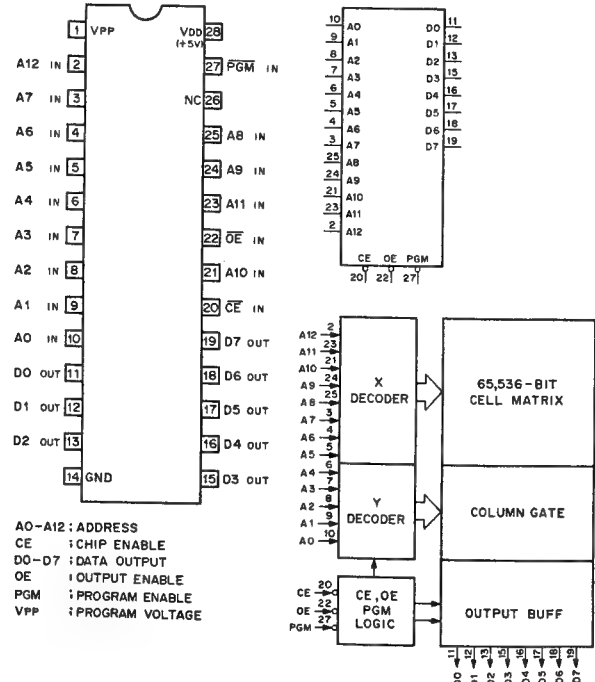 1 VPP VDD 28
(+5V)
A12 IN 2 27 PGM IN
A7 IN 3 NC 26
A6 IN 4 25 A8 IN
A5 IN 5 24 A9 IN
A4 IN 6 23 A11 IN
A3 IN 7 22 OE IN
A2 IN 8 21 A10 IN
A1 IN 9 20 CE IN
A0 IN 10 19 D7 OUT
D0 OUT 11 18 D6 OUT
D1 OUT 12 17 D5 OUT
D2 OUT 13 16 D4 OUT
14 GND 15 D3 OUT
A0-A12 : ADDRESS
CE : CHIP ENABLE
D0-D7 : DATA OUTPUT
OE : OUTPUT ENABLE
PGM : PROGRAM ENABLE
VPP : PROGRAM VOLTAGE
10 A0 D0 11
9 A1 D1 12
8 A2 D2 13
7 A3 D3 15
6 A4 D4 16
5 A5 D5 17
4 A6 D6 18
3 A7 D7 19
25 A8
24 A9
21 A10
23 A11
2 A12
CE OE PGM
20 22 27
A12 2
A11 23
A10 21
A9 24
A8 25
A7 3
A6 4
A5 5
A4 6
A3 7
A2 8
A1 9
A0 10
X
DECODER
65,536-BIT
CELL MATRIX
Y
DECODER
COLUMN GATE
CE 20
OE 22
PGM 27
CE, OE
PGM
LOGIC
OUTPUT BUFF
11 12 13 15 16 17 18 19
D0 D1 D2 D3 D4 D5 D6 D7